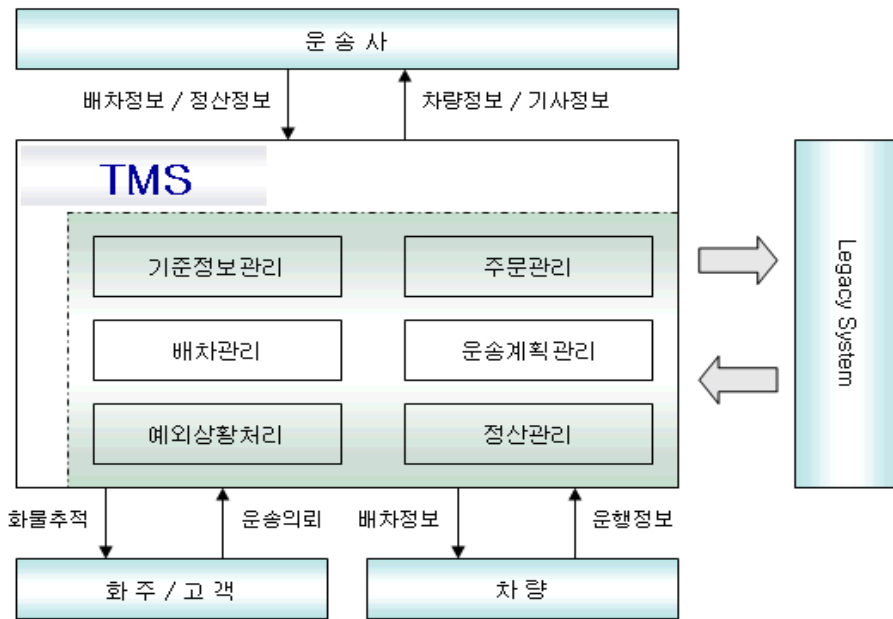 운 송 사
배차정보 / 정산정보
차량정보 / 기사정보
TMS
기준정보관리
주문관리
배차관리
운송계획관리
예외상황처리
정산관리
Legacy System
화물추적
운송의뢰
배차정보
운행정보
화 주 / 고 객
차 량